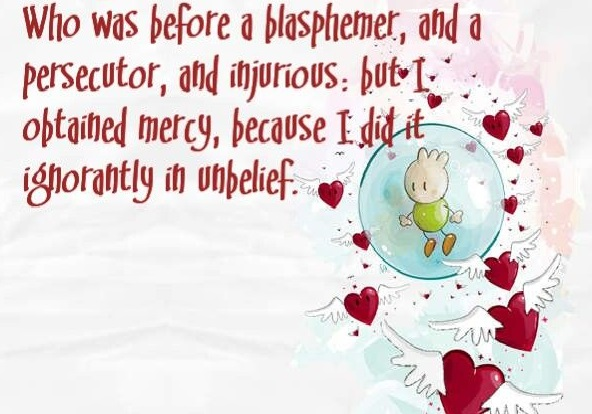 Who was before a blasphemer, and a
persecutor, and injurious: but I
obtained mercy, because I did it
ignorantly in unbelief.